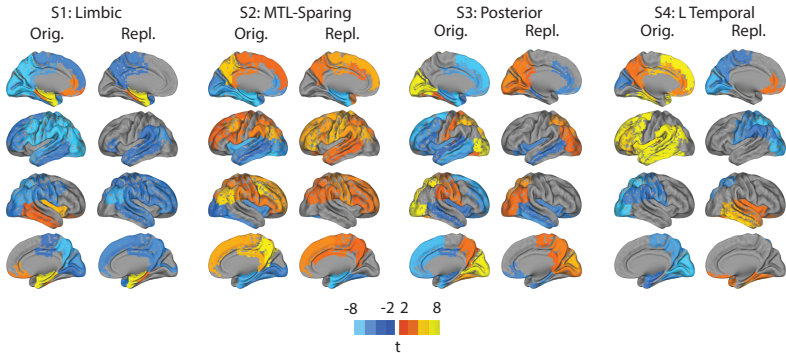 S1: Limbic S2: MTL-Sparing S3: Posterior S4: L Temporal
Orig. Repl. Orig. Repl. Orig. Repl. Orig. Repl.
-8 -2 2 8
t